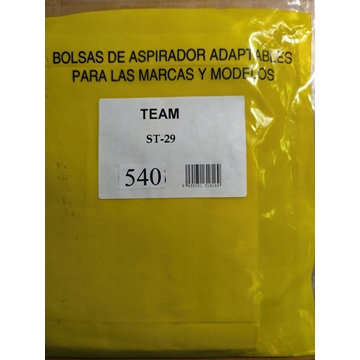 BOLSAS DE ASPIRADOR ADAPTABLES
PARA LAS MARCAS Y MODELOS
TEAM
ST-29
540